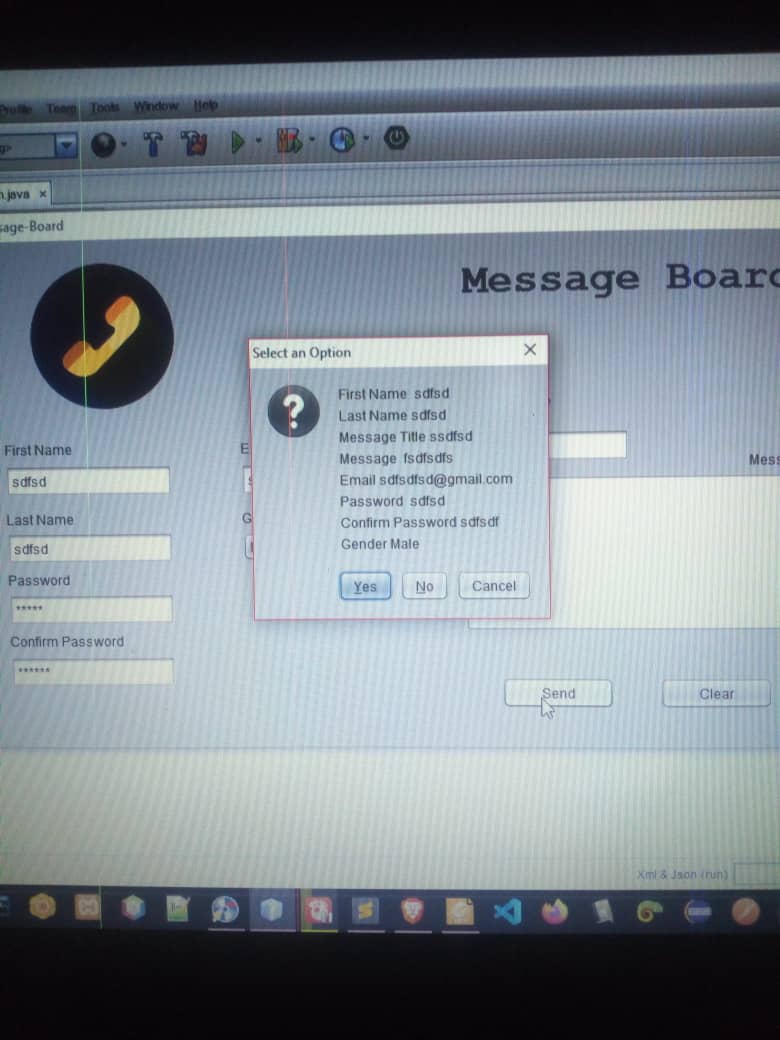 Profile Team Tools Window Help
.java ×
sage-Board
Message Board
Select an Option
First Name sdfsd
Last Name sdfsd
Message Title ssdfsd
Message fsdfsdfs
Email sdfsdfsd@gmail.com
Password sdfsd
Confirm Password sdfsdf
Gender Male
Yes No Cancel
First Name
sdfsd
Last Name
sdfsd
Password
*****
Confirm Password
******
E
G
Mess
Send Clear
Xml & Json (run)